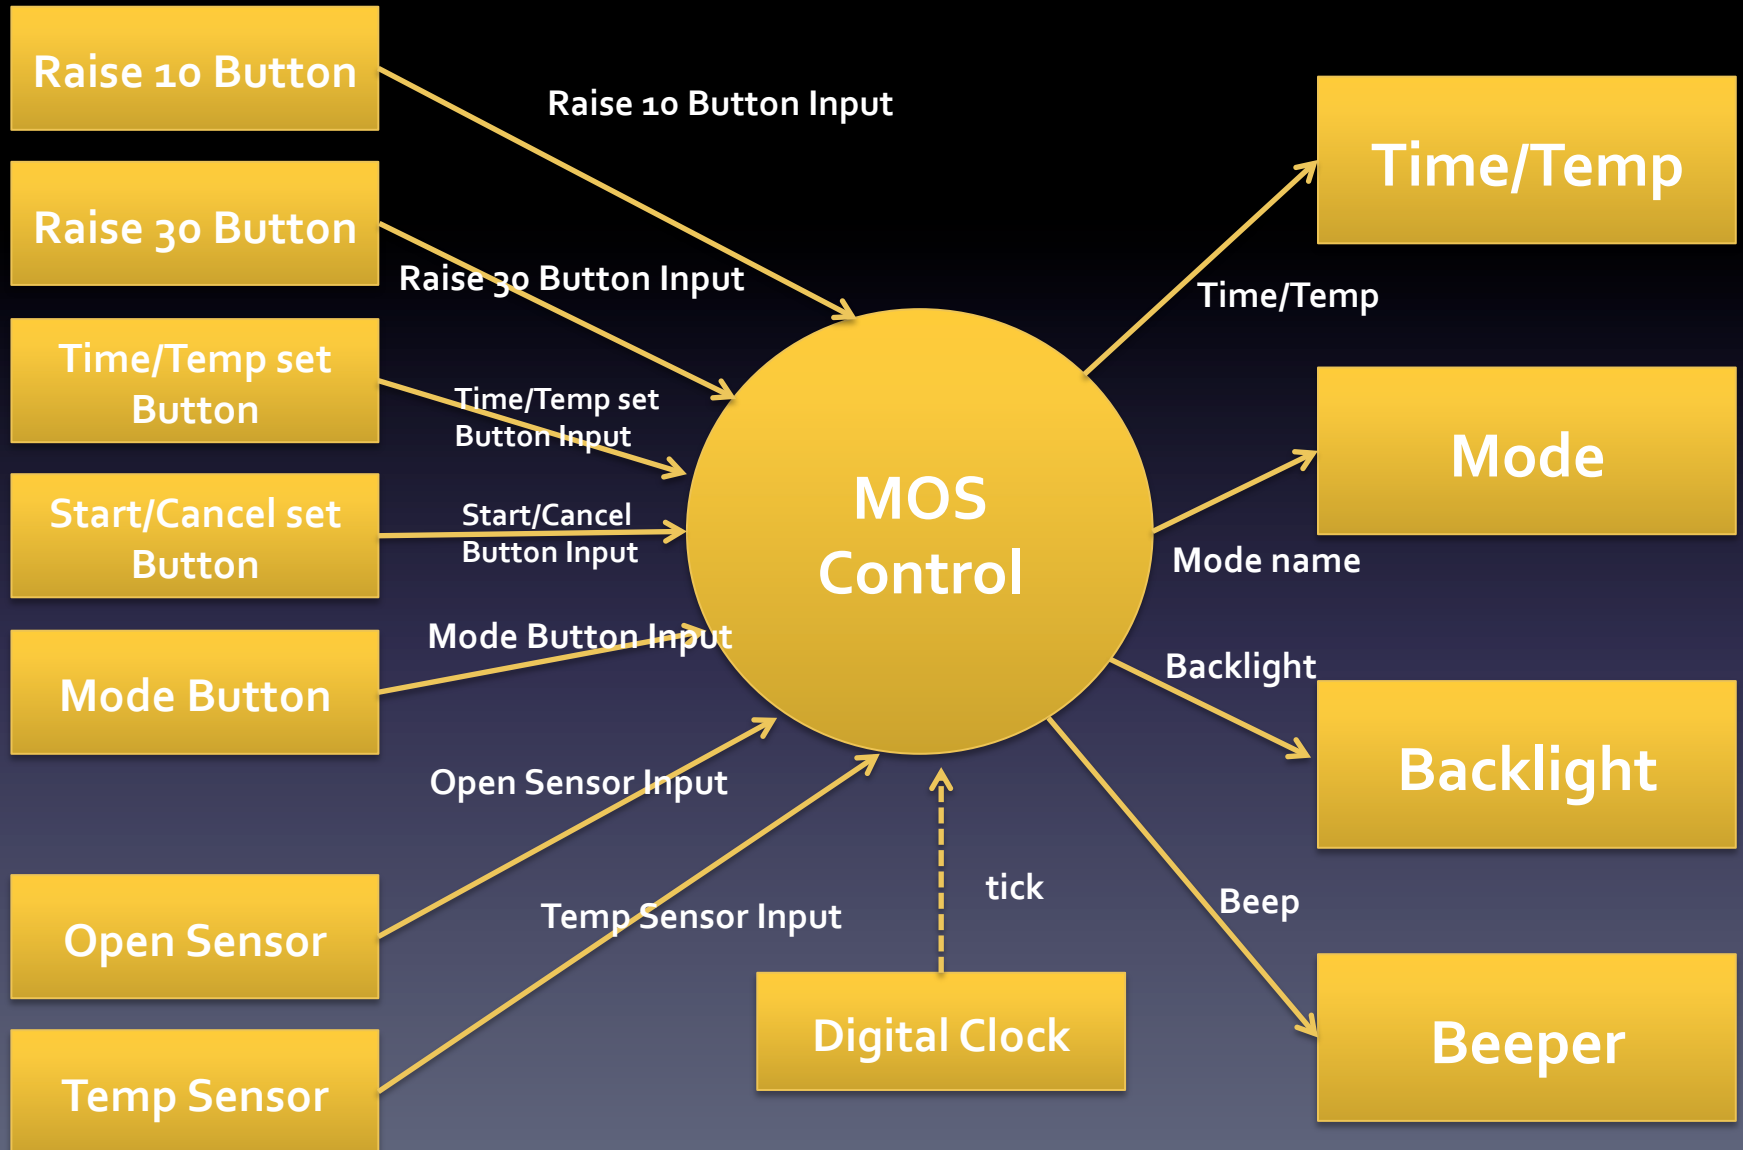 Raise 10 Button
Raise 10 Button Input
Time/Temp
Raise 30 Button
Raise 30 Button Input
Time/Temp
Time/Temp set
Button
Time/Temp set
Button Input
MOS
Control
Mode
Start/Cancel set
Button
Start/Cancel
Button Input
Mode name
Mode Button Input
Mode Button
Backlight
Backlight
Open Sensor Input
Open Sensor
Temp Sensor Input
tick
Beep
Digital Clock
Beeper
Temp Sensor